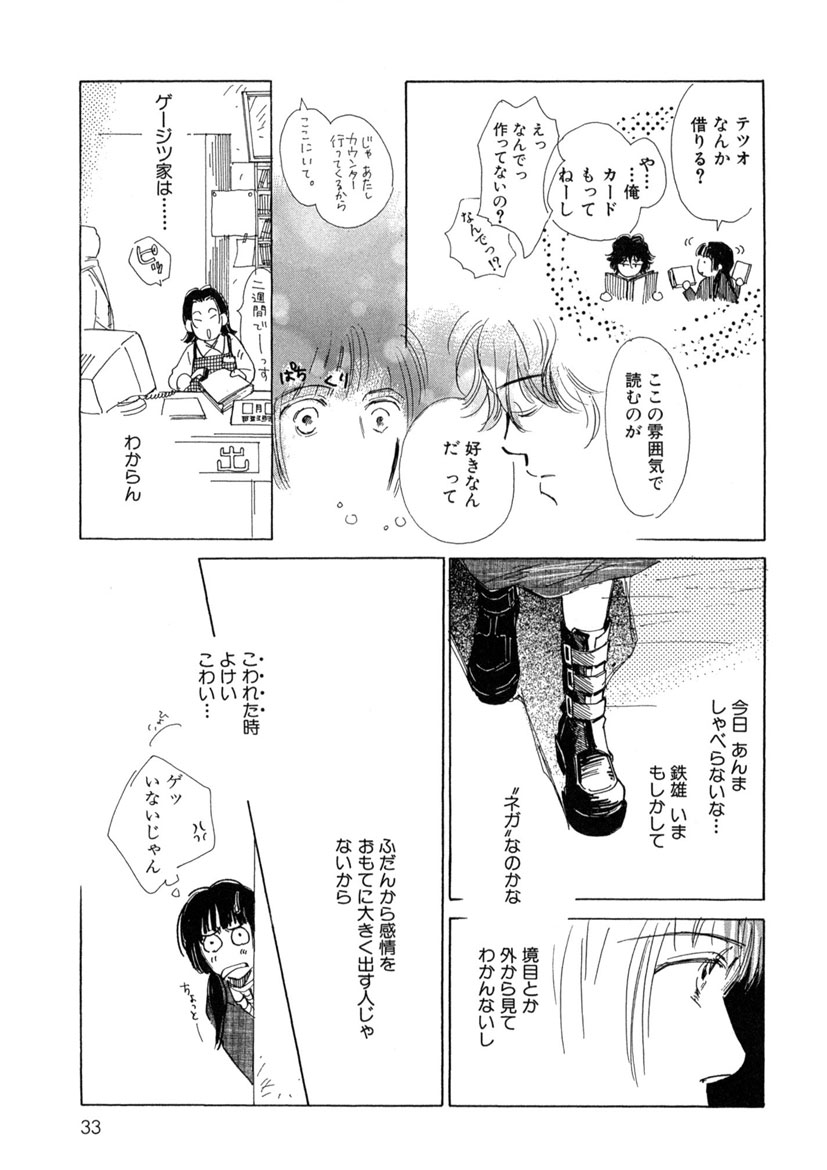 テツオ
なんか
借りる？
や……
…俺
カード
もって
ねーし
えっ
なんでっ
作ってないの？
なんでっ!?
ここの雰囲気で
読むのが
好きなん
だ って
ぱち
くり
じゃ あたし
カウンター
行ってくるから
ここにいて。
ゲージツ家は………
ピッ
二週間でーーっす
月
出
わからん
今日 あんま
しゃべらないな…
鉄雄 いま
もしかして
〝ネガ〟なのかな
境目とか
外から見て
わかんないし
ふだんから感情を
おもてに大きく出す人じゃ
ないから
こわれた時
よけい
こわい…
ひょい
ゲッ
いないじゃん
ちょっとー
33